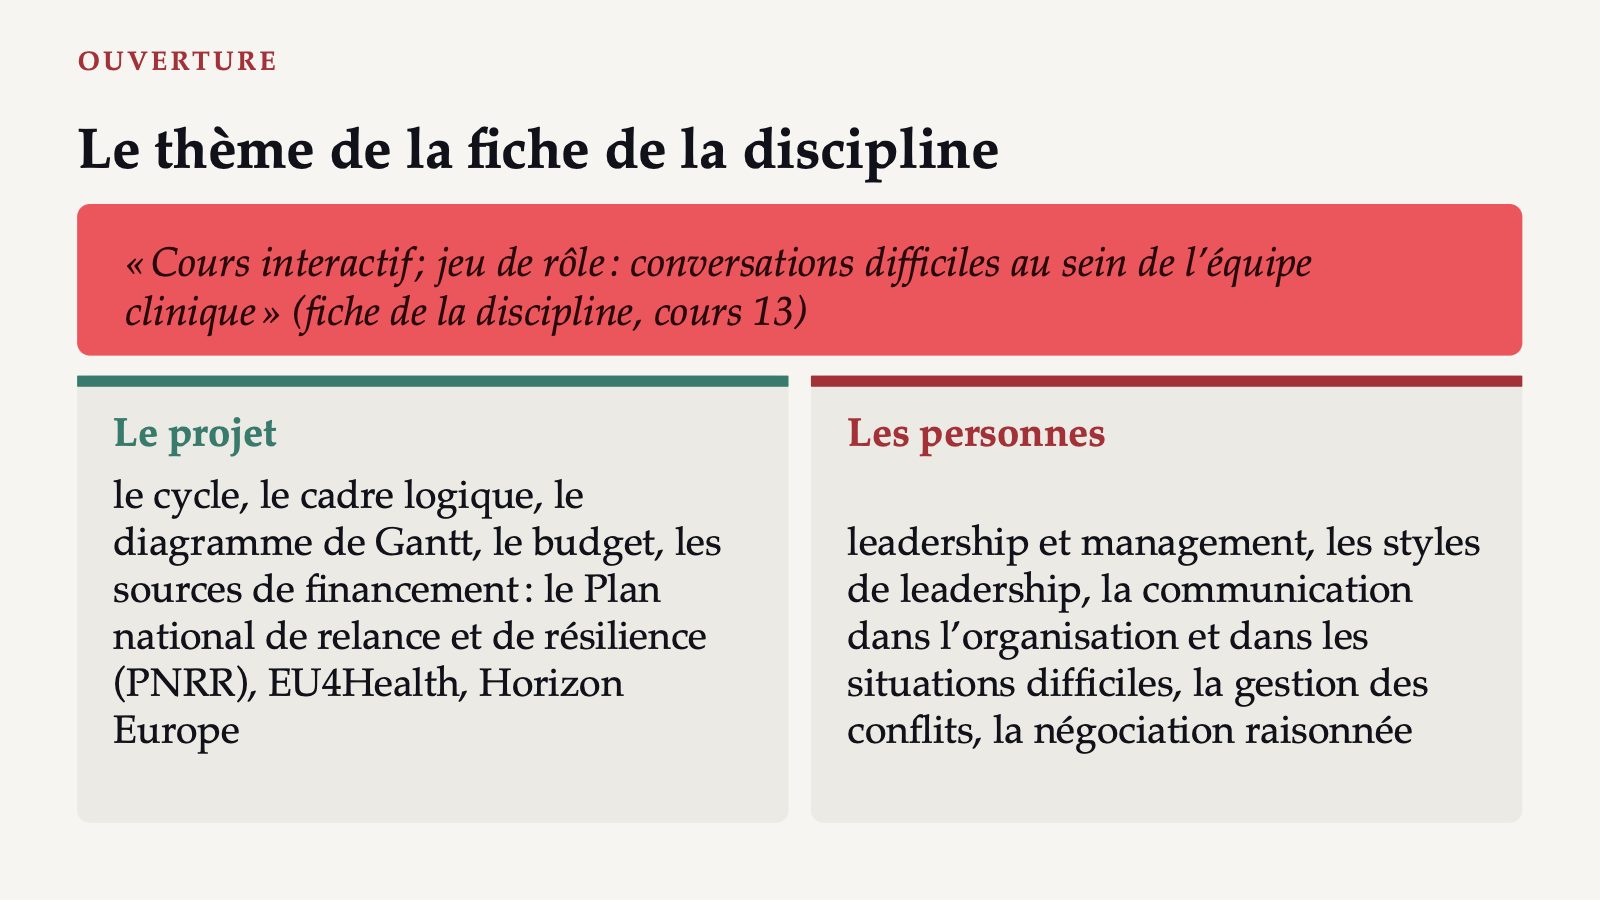 OUVERTURE
Le thème de la fiche de la discipline
« Cours interactif ; jeu de rôle : conversations difficiles au sein de l’équipe
clinique » (fiche de la discipline, cours 13)
Le projet
le cycle, le cadre logique, le
diagramme de Gantt, le budget, les
sources de financement : le Plan
national de relance et de résilience
(PNRR), EU4Health, Horizon
Europe
Les personnes
leadership et management, les styles
de leadership, la communication
dans l’organisation et dans les
situations difficiles, la gestion des
conflits, la négociation raisonnée